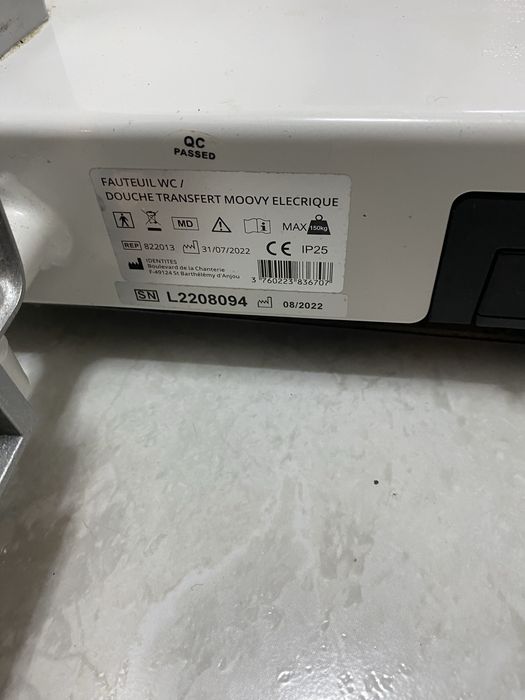 QC
PASSED
FAUTEUIL WC /
DOUCHE TRANSFERT MOOVY ELECRIQUE
MD MAX 150kg
REP 822013 31/07/2022 CE IP25
IDENTITES
Boulevard de la Chanterie
F-49124 St Barthélémy d'Anjou
3 760223 836707
SN L2208094 08/2022